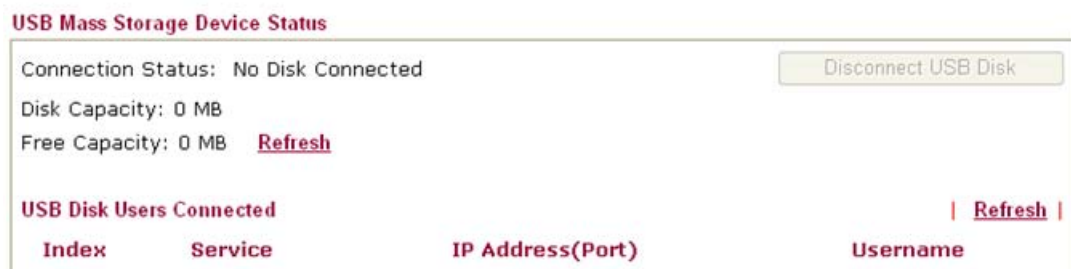 USB Mass Storage Device Status
Connection Status: No Disk Connected Disconnect USB Disk
Disk Capacity: 0 MB
Free Capacity: 0 MB Refresh
USB Disk Users Connected | Refresh |
Index Service IP Address(Port) Username